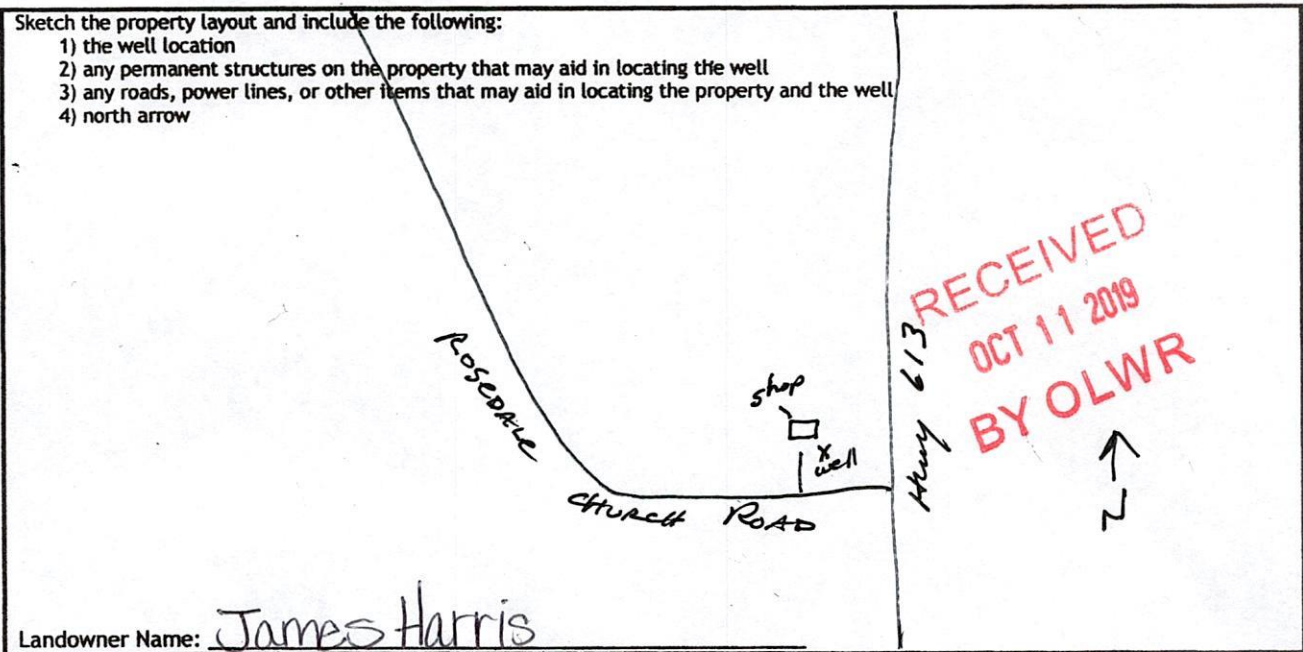 Sketch the property layout and include the following:
1) the well location
2) any permanent structures on the property that may aid in locating the well
3) any roads, power lines, or other items that may aid in locating the property and the well
4) north arrow
RECEIVED
OCT 11 2019
BY OLWR
Hwy 613
N
ROSEDALE
shop
x
well
CHURCH ROAD
Landowner Name: James Harris